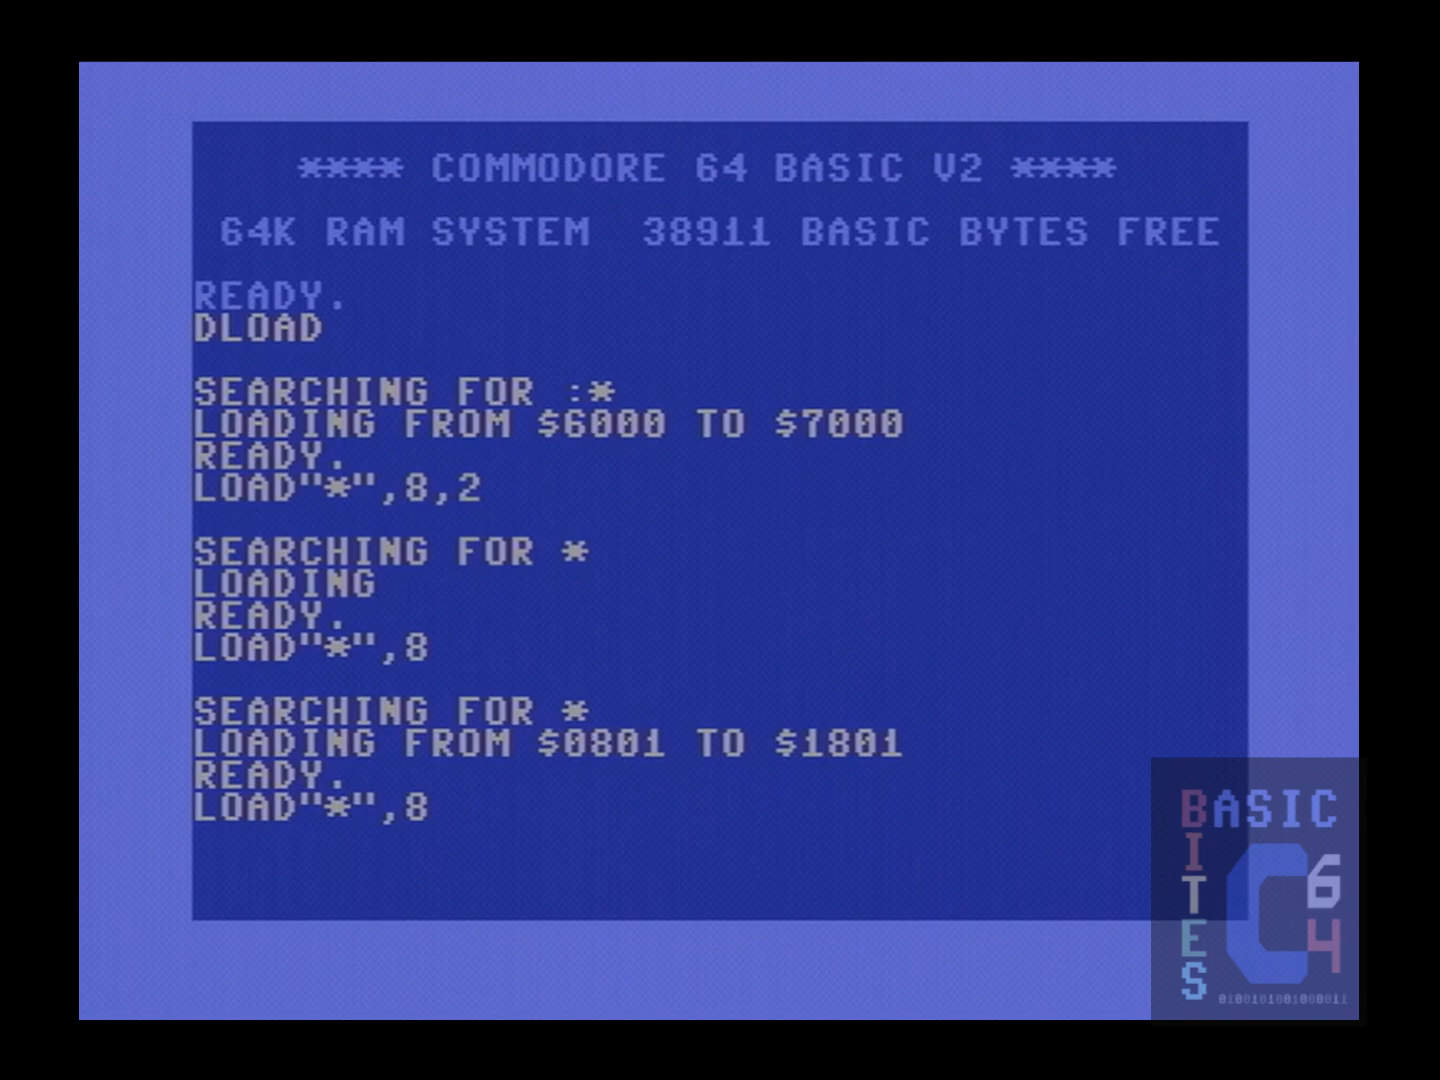 **** COMMODORE 64 BASIC V2 ****
64K RAM SYSTEM  38911 BASIC BYTES FREE
READY.
DLOAD
SEARCHING FOR :*
LOADING FROM $6000 TO $7000
READY.
LOAD"*",8,2
SEARCHING FOR *
LOADING
READY.
LOAD"*",8
SEARCHING FOR *
LOADING FROM $0801 TO $1801
READY.
LOAD"*",8
BASIC
BITES
C64
0100101001000011